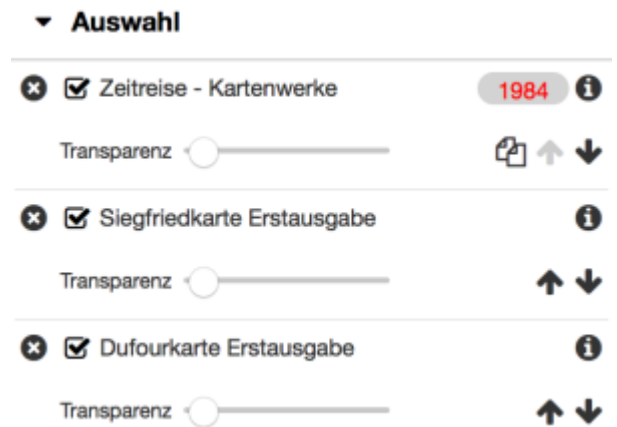 Auswahl
Zeitreise - Kartenwerke 1984
Transparenz
Siegfriedkarte Erstausgabe
Transparenz
Dufourkarte Erstausgabe
Transparenz